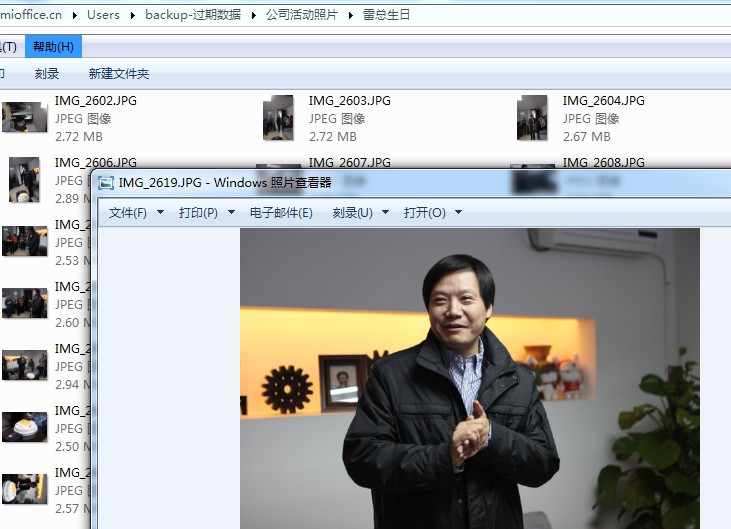 mioffice.cn ▸ Users ▸ backup-过期数据 ▸ 公司活动照片 ▸ 雷总生日
(T) 帮助(H)
刻录 新建文件夹
IMG_2602.JPG IMG_2603.JPG IMG_2604.JPG
JPEG 图像 JPEG 图像 JPEG 图像
2.72 MB 2.72 MB 2.67 MB
IMG_2606.JPG IMG_2607.JPG IMG_2608.JPG
JPEG
2.89
IMG_2619.JPG - Windows 照片查看器
文件(F) 打印(P) 电子邮件(E) 刻录(U) 打开(O)
IMG_2
JPEG
2.53
IMG_2
JPEG
2.60
IMG_2
JPEG
2.94
IMG_2
JPEG
2.50
IMG_2
JPEG
2.57